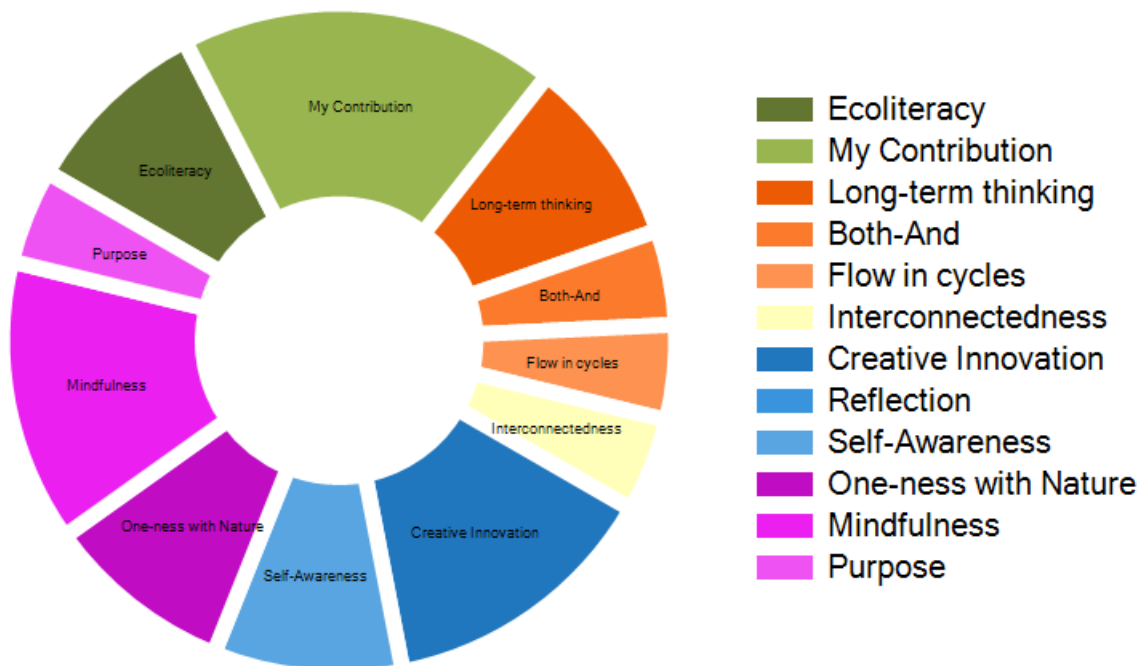 My Contribution
Ecoliteracy
Long-term thinking
Purpose
Both-And
Flow in cycles
Mindfulness
Interconnectedness
One-ness with Nature
Creative Innovation
Self-Awareness
Ecoliteracy
My Contribution
Long-term thinking
Both-And
Flow in cycles
Interconnectedness
Creative Innovation
Reflection
Self-Awareness
One-ness with Nature
Mindfulness
Purpose